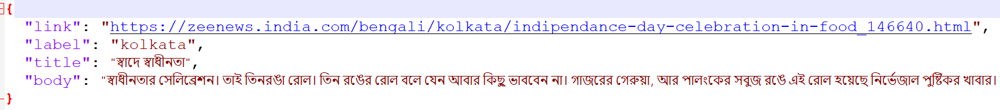 {
"link": "https://zeenews.india.com/bengali/kolkata/indipendance-day-celebration-in-food_146640.html",
"label": "kolkata",
"title": "স্বাদে স্বাধীনতা",
"body": "স্বাধীনতার সেলিব্রেশন। তাই তিনরঙা রোল। তিন রঙের রোল বলে যেন আবার কিছু ভাববেন না। গাজরের গেরুয়া, আর পালংকের সবুজ রঙে এই রোল হয়েছে নির্ভেজাল পুষ্টিকর খাবার।
}